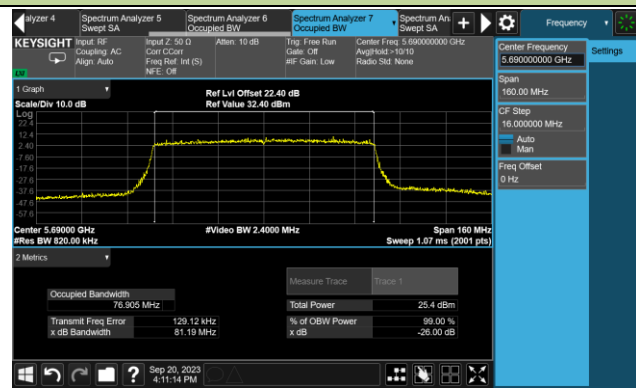 alyzer 4
Spectrum Analyzer 5
Swept SA
Spectrum Analyzer 6
Occupied BW
Spectrum Analyzer 7
Occupied BW
Spectrum An
Swept SA
Frequency
KEYSIGHT
Input: RF
Coupling: AC
Align: Auto
Input Z: 50 Ω
Corr CCorr
Freq Ref: Int (S)
NFE: Off
Atten: 10 dB
Trig: Free Run
Gate: Off
#IF Gain: Low
Center Freq: 5.690000000 GHz
Avg|Hold:>10/10
Radio Std: None
Center Frequency
5.690000000 GHz
Settings
Span
160.00 MHz
CF Step
16.000000 MHz
Auto
Man
Freq Offset
0 Hz
1 Graph
Scale/Div 10.0 dB
Ref Lvl Offset 22.40 dB
Ref Value 32.40 dBm
Log
22.4
12.4
2.40
-7.60
-17.6
-27.6
-37.6
-47.6
-57.6
Center 5.69000 GHz
#Res BW 820.00 kHz
#Video BW 2.4000 MHz
Span 160 MHz
Sweep 1.07 ms (2001 pts)
2 Metrics
Measure Trace
Trace 1
Occupied Bandwidth
76.905 MHz
Total Power
25.4 dBm
Transmit Freq Error
129.12 kHz
% of OBW Power
99.00 %
x dB Bandwidth
81.19 MHz
x dB
-26.00 dB
Sep 20, 2023
4:11:14 PM